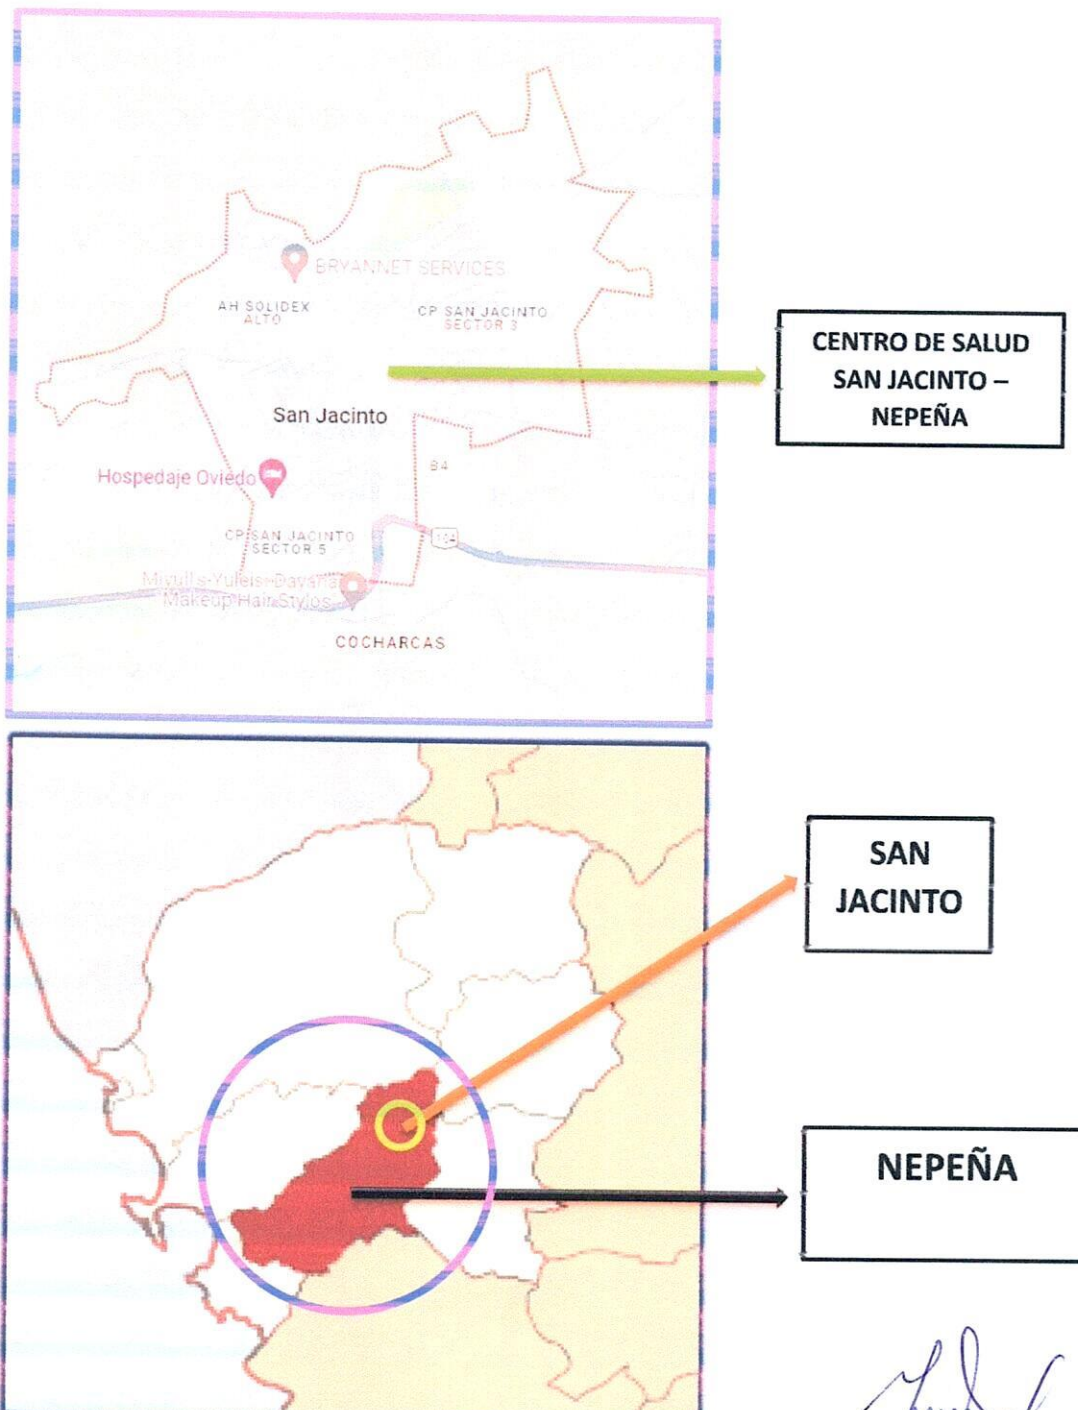 BRYANNET SERVICES
AH SOLIDEX
ALTO
CP SAN JACINTO
SECTOR 3
CENTRO DE SALUD
SAN JACINTO –
NEPEÑA
San Jacinto
84
Hospedaje Oviedo
CP SAN JACINTO
SECTOR 5
104
Makeup Hair Stylos
COCHARCAS
SAN
JACINTO
NEPEÑA